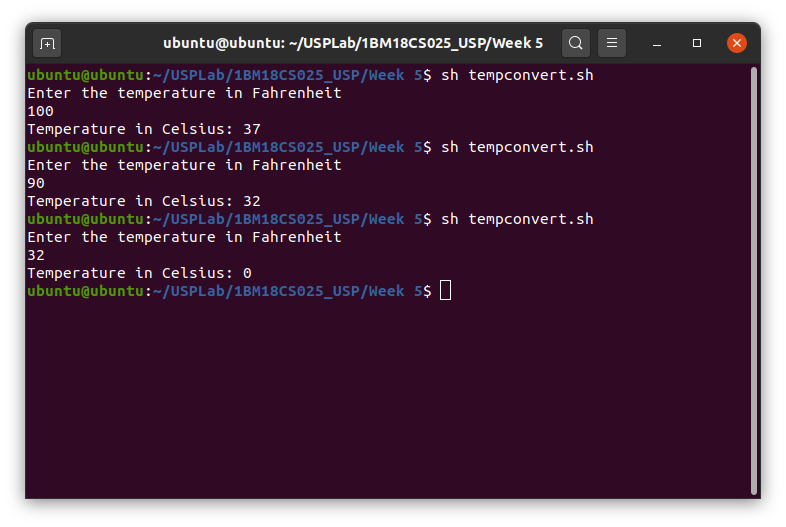 ubuntu@ubuntu: ~/USPLab/1BM18CS025_USP/Week 5
ubuntu@ubuntu:~/USPLab/1BM18CS025_USP/Week 5$ sh tempconvert.sh
Enter the temperature in Fahrenheit
100
Temperature in Celsius: 37
ubuntu@ubuntu:~/USPLab/1BM18CS025_USP/Week 5$ sh tempconvert.sh
Enter the temperature in Fahrenheit
90
Temperature in Celsius: 32
ubuntu@ubuntu:~/USPLab/1BM18CS025_USP/Week 5$ sh tempconvert.sh
Enter the temperature in Fahrenheit
32
Temperature in Celsius: 0
ubuntu@ubuntu:~/USPLab/1BM18CS025_USP/Week 5$